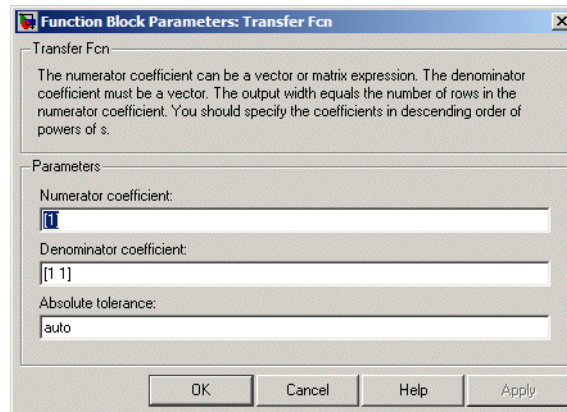 Function Block Parameters: Transfer Fcn
Transfer Fcn
The numerator coefficient can be a vector or matrix expression. The denominator
coefficient must be a vector. The output width equals the number of rows in the
numerator coefficient. You should specify the coefficients in descending order of
powers of s.
Parameters
Numerator coefficient:
[1]
Denominator coefficient:
[1 1]
Absolute tolerance:
auto
OK Cancel Help Apply